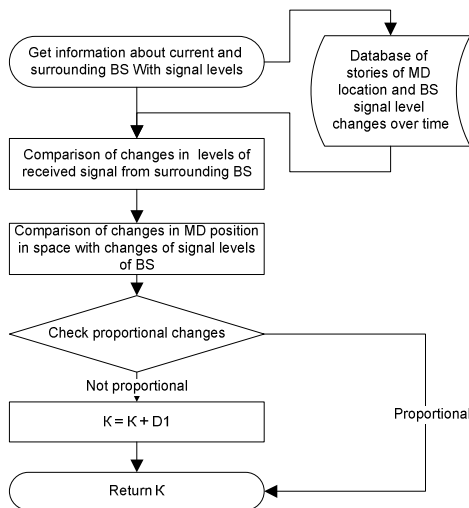 Get information about current and
surrounding BS With signal levels
Database of
stories of MD
location and BS
signal level
changes over
time
Comparison of changes in levels of
received signal from surrounding BS
Comparison of changes in MD position
in space with changes of signal levels
of BS
Check proportional changes
Not proportional
Proportional
K = K + D1
Return K